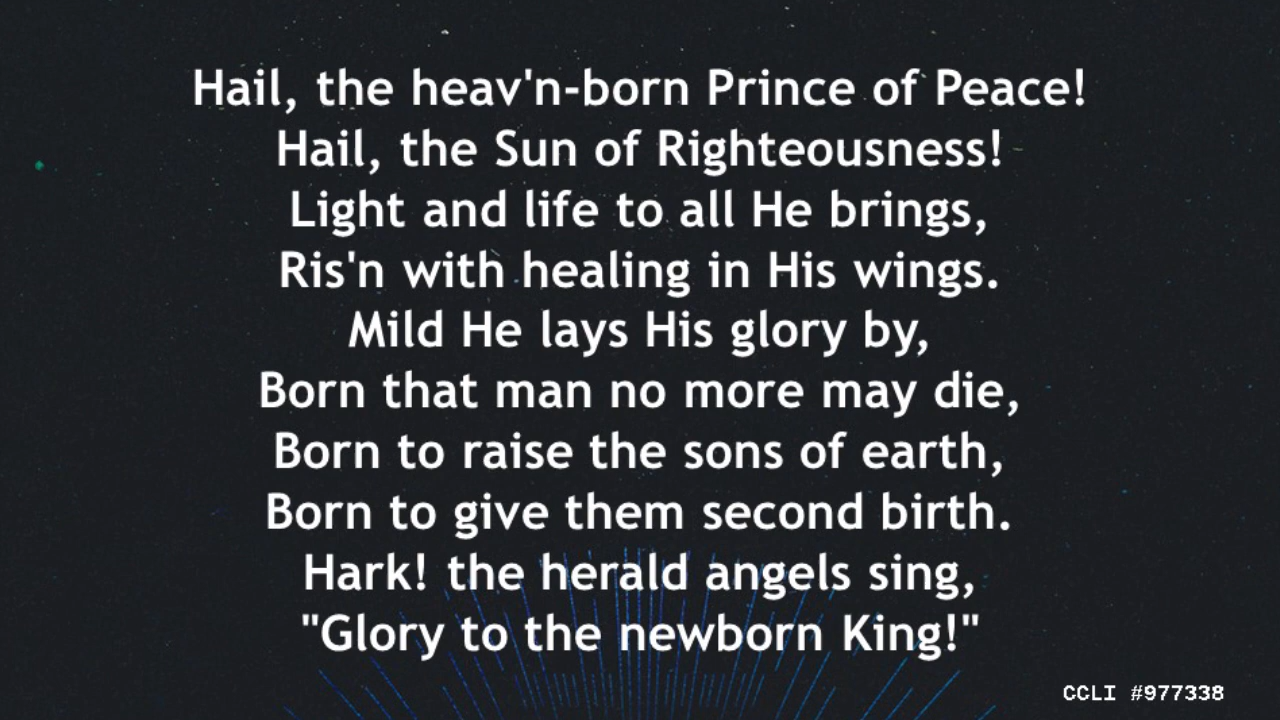 Hail, the heav'n-born Prince of Peace!
Hail, the Sun of Righteousness!
Light and life to all He brings,
Ris'n with healing in His wings.
Mild He lays His glory by,
Born that man no more may die,
Born to raise the sons of earth,
Born to give them second birth.
Hark! the herald angels sing,
"Glory to the newborn King!"
CCLI #977338